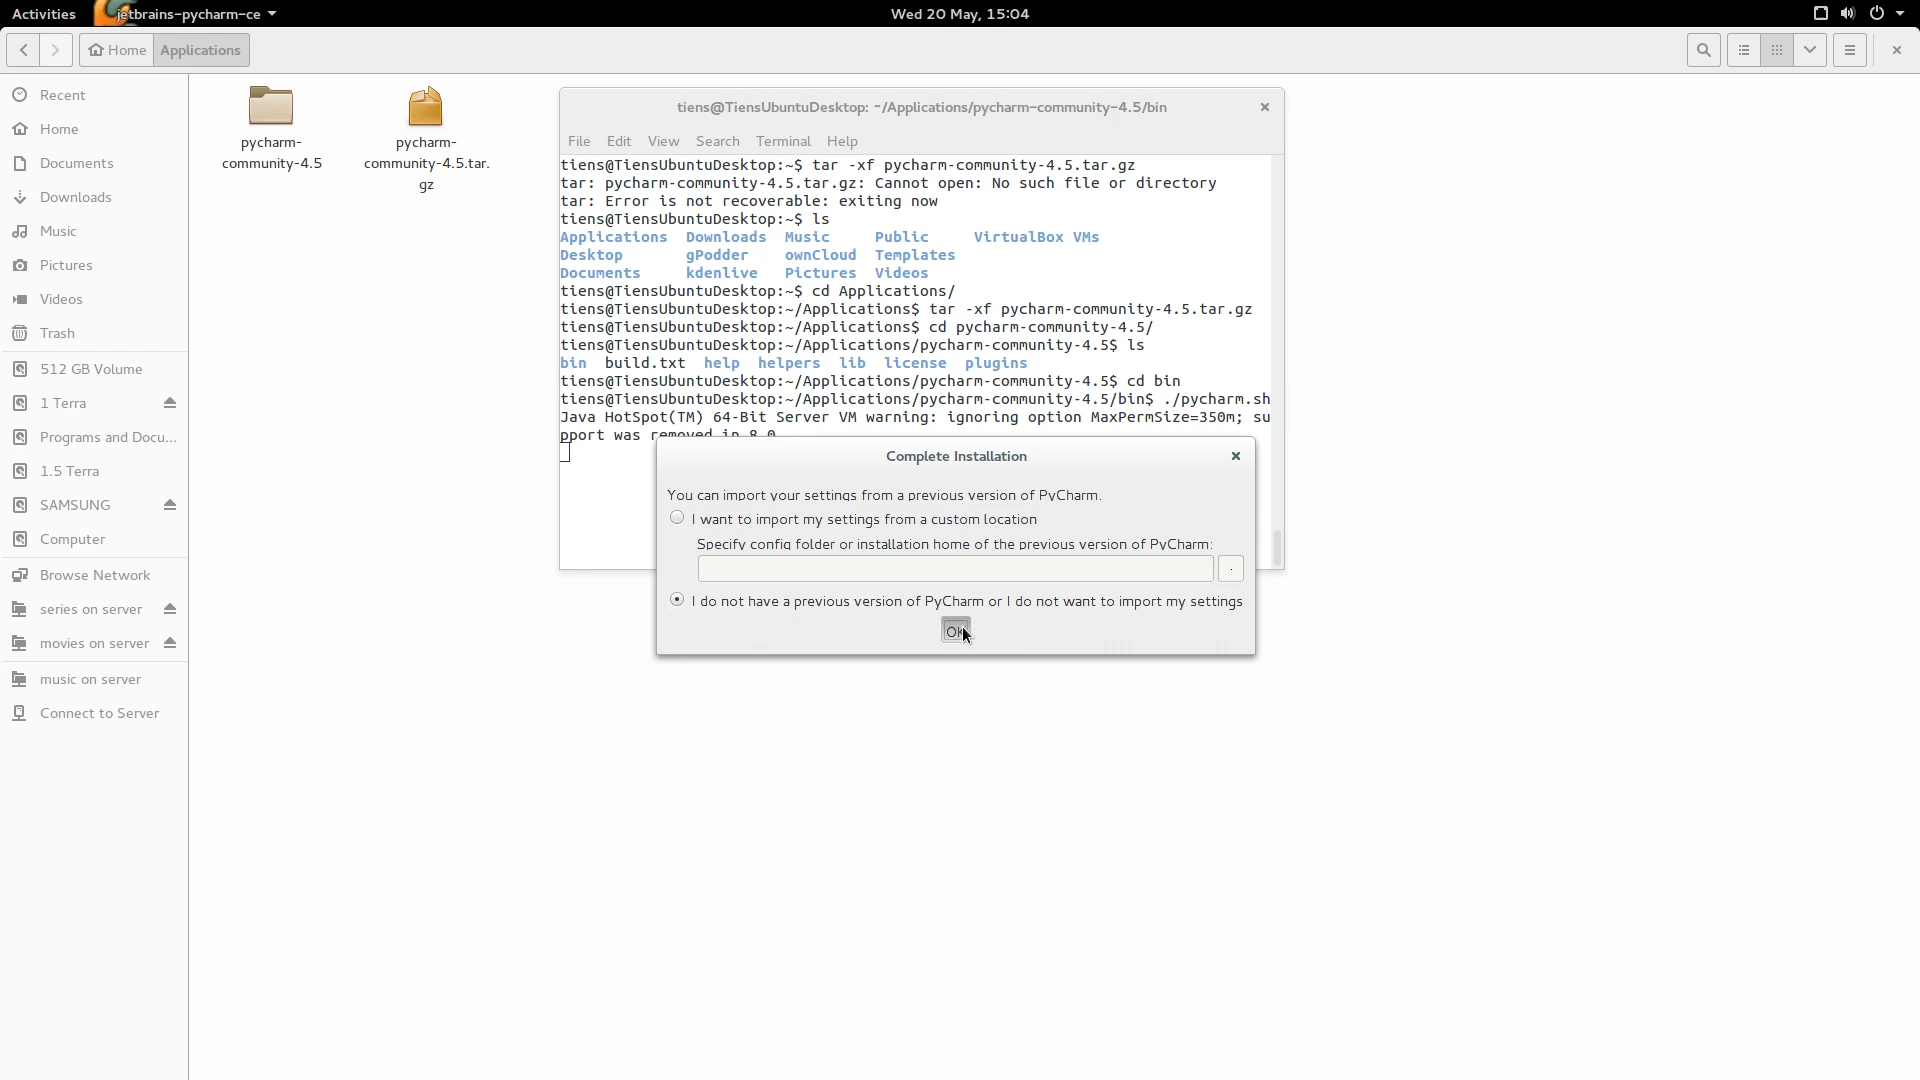 Activities
jetbrains-pycharm-ce
Wed 20 May, 15:04
Home
Applications
Recent
Home
Documents
Downloads
Music
Pictures
Videos
Trash
512 GB Volume
1 Terra
Programs and Docu...
1.5 Terra
SAMSUNG
Computer
Browse Network
series on server
movies on server
music on server
Connect to Server
pycharm-
community-4.5
pycharm-
community-4.5.tar.
gz
tiens@TiensUbuntuDesktop: ~/Applications/pycharm-community-4.5/bin
File Edit View Search Terminal Help
tiens@TiensUbuntuDesktop:~$ tar -xf pycharm-community-4.5.tar.gz
tar: pycharm-community-4.5.tar.gz: Cannot open: No such file or directory
tar: Error is not recoverable: exiting now
tiens@TiensUbuntuDesktop:~$ ls
Applications Downloads Music Public VirtualBox VMs
Desktop gPodder ownCloud Templates
Documents kdenlive Pictures Videos
tiens@TiensUbuntuDesktop:~$ cd Applications/
tiens@TiensUbuntuDesktop:~/Applications$ tar -xf pycharm-community-4.5.tar.gz
tiens@TiensUbuntuDesktop:~/Applications$ cd pycharm-community-4.5/
tiens@TiensUbuntuDesktop:~/Applications/pycharm-community-4.5$ ls
bin build.txt help helpers lib license plugins
tiens@TiensUbuntuDesktop:~/Applications/pycharm-community-4.5$ cd bin
tiens@TiensUbuntuDesktop:~/Applications/pycharm-community-4.5/bin$ ./pycharm.sh
Java HotSpot(TM) 64-Bit Server VM warning: ignoring option MaxPermSize=350m; su
pport was removed in 8.0
Complete Installation
You can import your settings from a previous version of PyCharm.
I want to import my settings from a custom location
Specify config folder or installation home of the previous version of PyCharm:
I do not have a previous version of PyCharm or I do not want to import my settings
OK